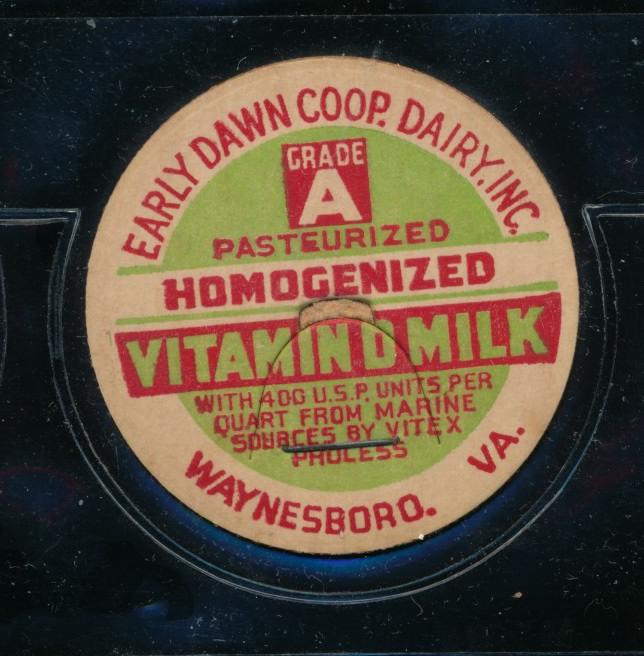 EARLY DAWN COOP. DAIRY, INC.
GRADE
A
PASTEURIZED
HOMOGENIZED
VITAMIN D MILK
WITH 400 U.S.P. UNITS PER
QUART FROM MARINE
SOURCES BY VITEX
PROCESS
WAYNESBORO. VA.